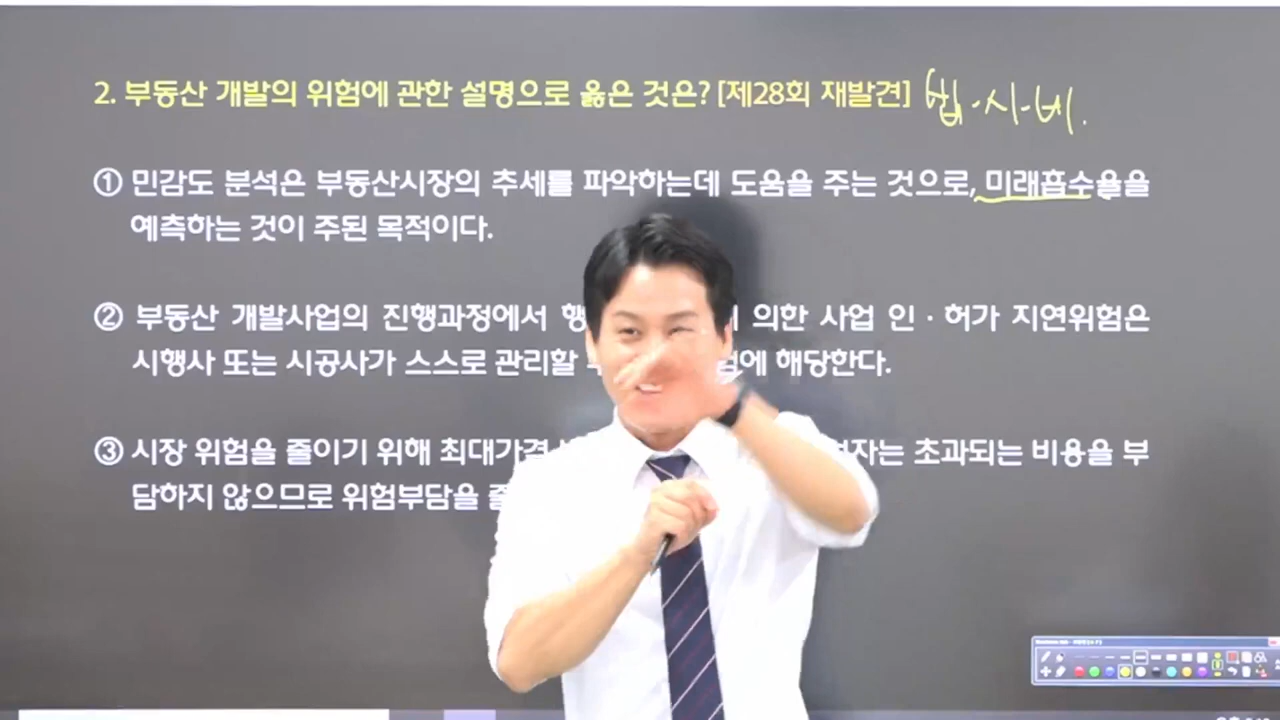 2. 부동산 개발의 위험에 관한 설명으로 옳은 것은? [제28회 재발견] 법·시·비.
① 민감도 분석은 부동산시장의 추세를 파악하는데 도움을 주는 것으로, 미래흡수율을
예측하는 것이 주된 목적이다.
② 부동산 개발사업의 진행과정에서 행 의한 사업 인·허가 지연위험은
시행사 또는 시공사가 스스로 관리할 해당한다.
③ 시장 위험을 줄이기 위해 최대가격 초과되는 비용을 부
담하지 않으므로 위험부담을